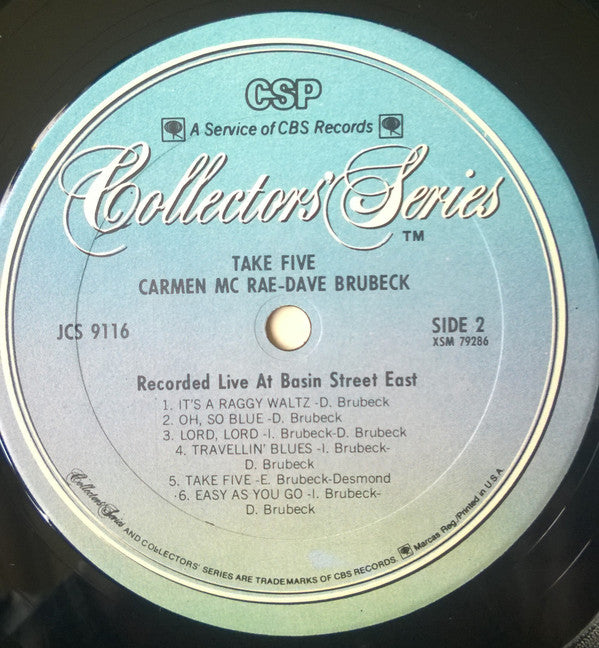 CSP
A Service of CBS Records
Collectors' Series
TM
TAKE FIVE
CARMEN MC RAE-DAVE BRUBECK
JCS 9116
SIDE 2
XSM 79286
Recorded Live At Basin Street East
1. IT'S A RAGGY WALTZ -D. Brubeck
2. OH, SO BLUE -D. Brubeck
3. LORD, LORD -I. Brubeck-D. Brubeck
4. TRAVELLIN' BLUES -I. Brubeck-
D. Brubeck
5. TAKE FIVE -E. Brubeck-Desmond
6. EASY AS YOU GO -I. Brubeck-
D. Brubeck
Collectors' Series AND COLLECTORS' SERIES ARE TRADEMARKS OF CBS RECORDS Marcas Reg./Printed in U.S.A.